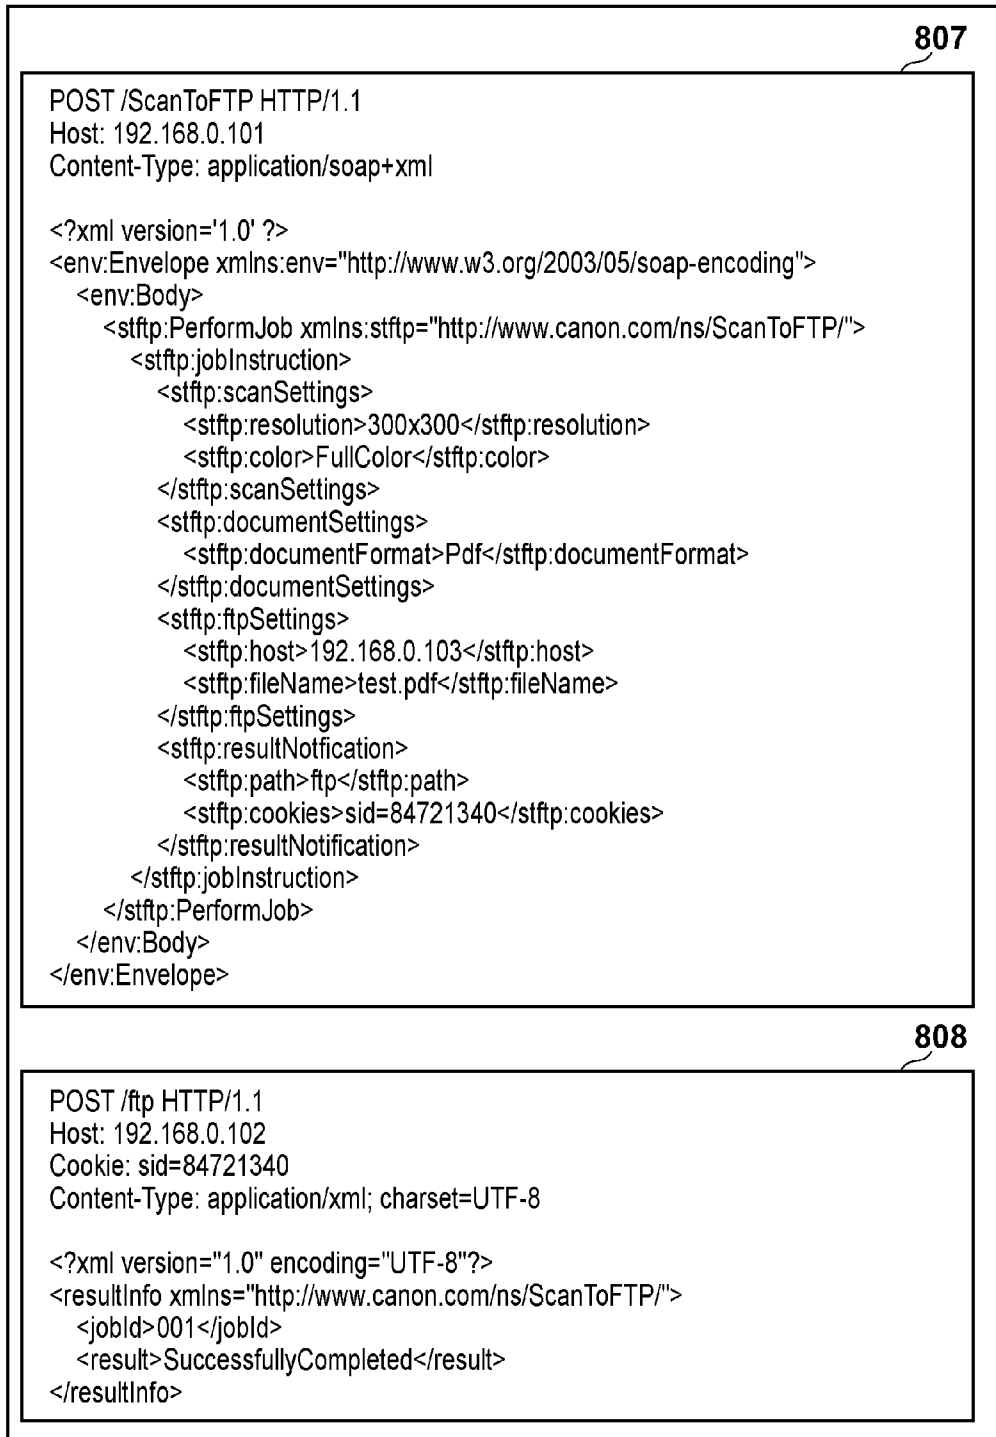 807
POST /ScanToFTP HTTP/1.1
Host: 192.168.0.101
Content-Type: application/soap+xml
<?xml version='1.0' ?>
<env:Envelope xmlns:env="http://www.w3.org/2003/05/soap-encoding">
<env:Body>
<stftp:PerformJob xmlns:stftp="http://www.canon.com/ns/ScanToFTP/">
<stftp:jobInstruction>
<stftp:scanSettings>
<stftp:resolution>300x300</stftp:resolution>
<stftp:color>FullColor</stftp:color>
</stftp:scanSettings>
<stftp:documentSettings>
<stftp:documentFormat>Pdf</stftp:documentFormat>
</stftp:documentSettings>
<stftp:ftpSettings>
<stftp:host>192.168.0.103</stftp:host>
<stftp:fileName>test.pdf</stftp:fileName>
</stftp:ftpSettings>
<stftp:resultNotfication>
<stftp:path>ftp</stftp:path>
<stftp:cookies>sid=84721340</stftp:cookies>
</stftp:resultNotification>
</stftp:jobInstruction>
</stftp:PerformJob>
</env:Body>
</env:Envelope>
808
POST /ftp HTTP/1.1
Host: 192.168.0.102
Cookie: sid=84721340
Content-Type: application/xml; charset=UTF-8
<?xml version="1.0" encoding="UTF-8"?>
<resultInfo xmlns="http://www.canon.com/ns/ScanToFTP/">
<jobId>001</jobId>
<result>SuccessfullyCompleted</result>
</resultInfo>